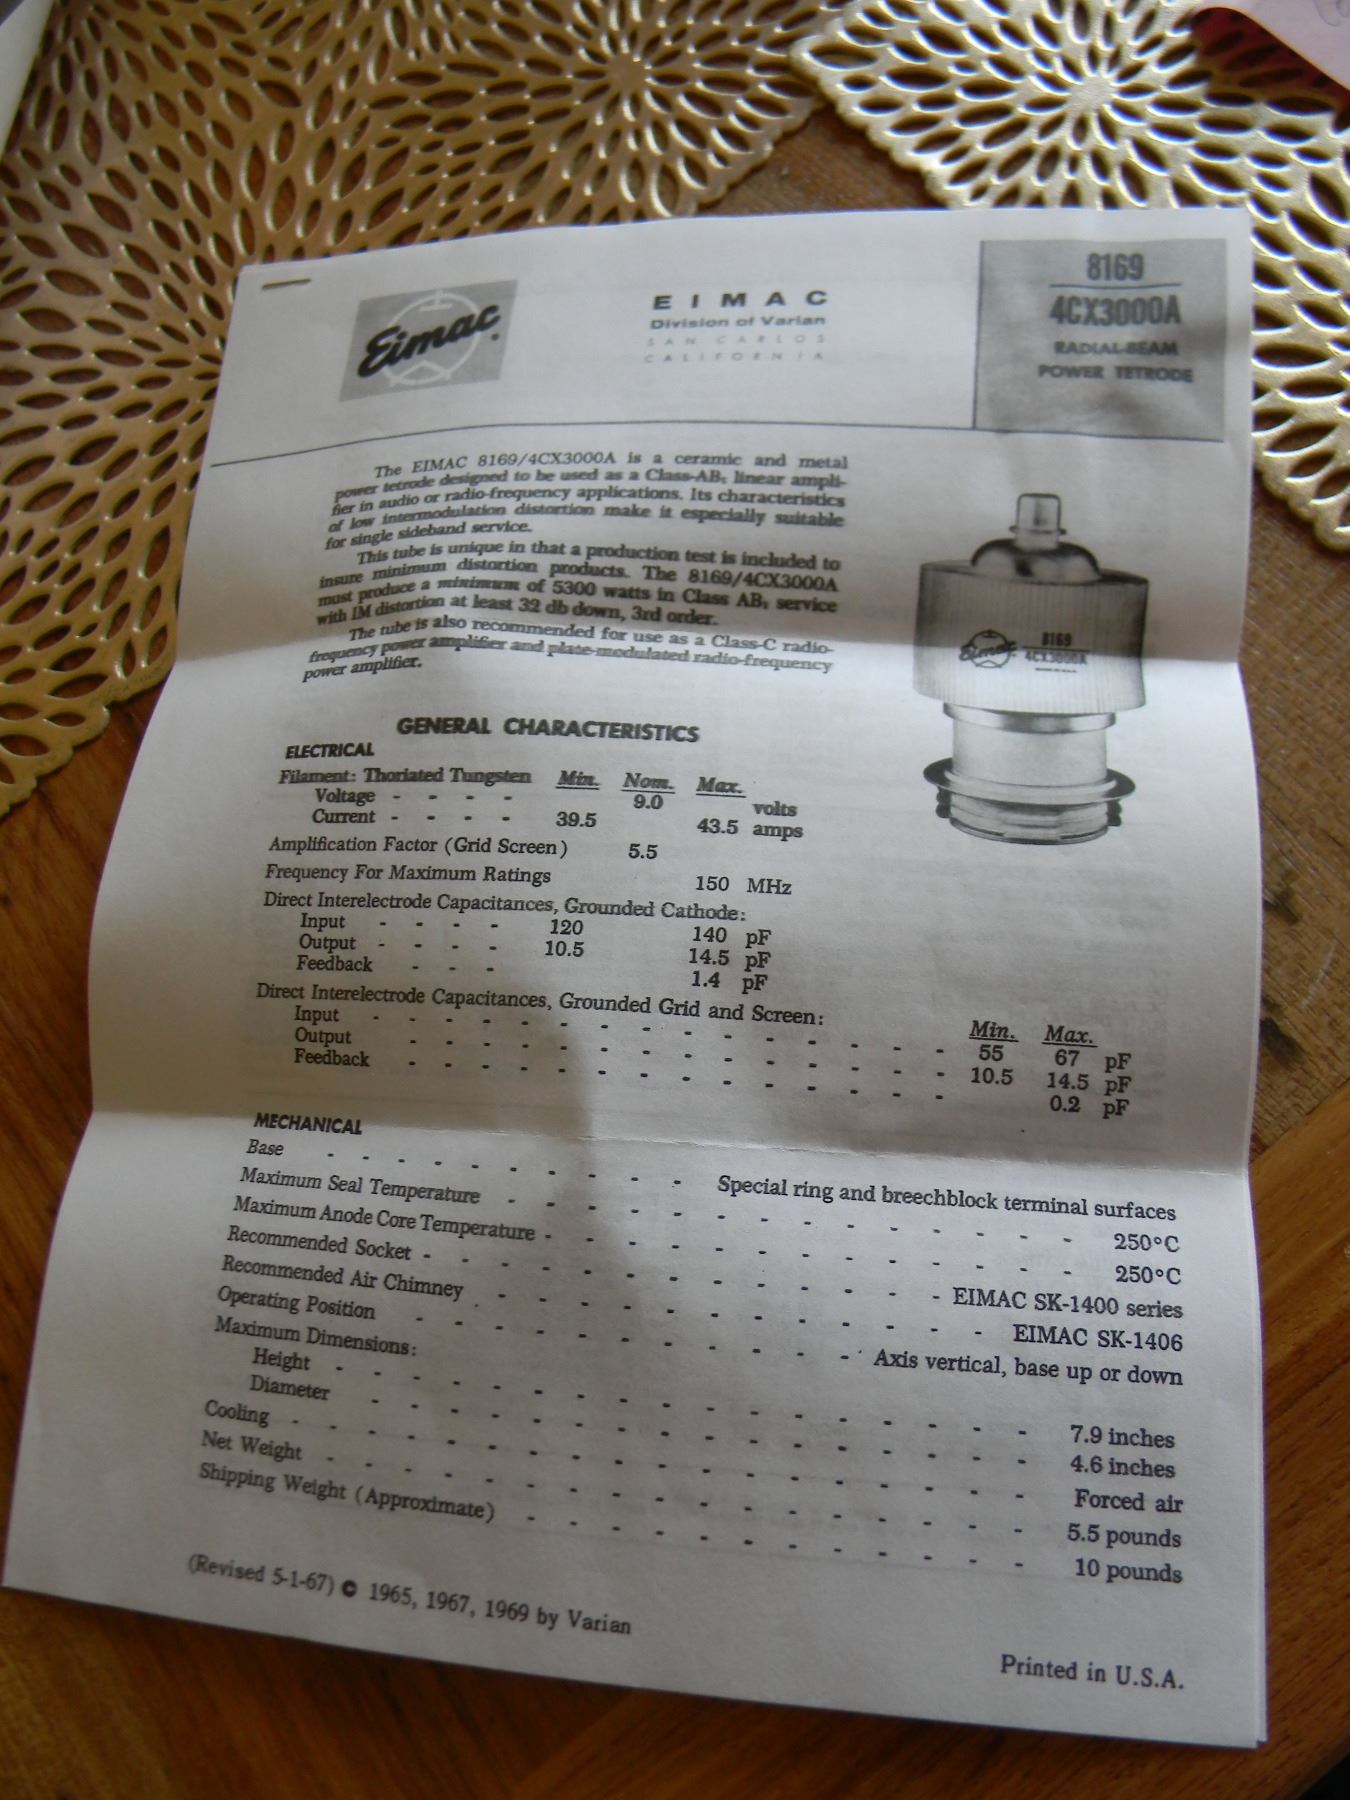 Eimac
EIMAC
Division of Varian
SAN CARLOS
CALIFORNIA
8169
4CX3000A
RADIAL-BEAM
POWER TETRODE
The EIMAC 8169/4CX3000A is a ceramic and metal
power tetrode designed to be used as a Class-AB₁ linear ampli-
fier in audio or radio-frequency applications. Its characteristics
of low intermodulation distortion make it especially suitable
for single sideband service.
This tube is unique in that a production test is included to
insure minimum distortion products. The 8169/4CX3000A
must produce a minimum of 5300 watts in Class AB₁ service
with IM distortion at least 32 db down, 3rd order.
The tube is also recommended for use as a Class-C radio-
frequency power amplifier and plate-modulated radio-frequency
power amplifier.
Eimac
8169
4CX3000A
GENERAL CHARACTERISTICS
ELECTRICAL
Filament: Thoriated Tungsten Min. Nom. Max.
Voltage - - - - 9.0 volts
Current - - - - 39.5 43.5 amps
Amplification Factor (Grid Screen) 5.5
Frequency For Maximum Ratings 150 MHz
Direct Interelectrode Capacitances, Grounded Cathode:
Input - - - - 120 140 pF
Output - - - - 10.5 14.5 pF
Feedback - - - 1.4 pF
Direct Interelectrode Capacitances, Grounded Grid and Screen: Min. Max.
Input - - - - - - - - - - - - - - - 55 67 pF
Output - - - - - - - - - - - - - - 10.5 14.5 pF
Feedback - - - - - - - - - - - - - - 0.2 pF
MECHANICAL
Base - - - - - - - - - - Special ring and breechblock terminal surfaces
Maximum Seal Temperature - - - - - - - - - - - - - - 250°C
Maximum Anode Core Temperature - - - - - - - - - - - - - 250°C
Recommended Socket - - - - - - - - - - - - - EIMAC SK-1400 series
Recommended Air Chimney - - - - - - - - - - - - EIMAC SK-1406
Operating Position - - - - - - - - - - - Axis vertical, base up or down
Maximum Dimensions:
Height - - - - - - - - - - - - - - - - - 7.9 inches
Diameter - - - - - - - - - - - - - - - - 4.6 inches
Cooling - - - - - - - - - - - - - - - - - - Forced air
Net Weight - - - - - - - - - - - - - - - - - 5.5 pounds
Shipping Weight (Approximate) - - - - - - - - - - - - 10 pounds
(Revised 5-1-67) © 1965, 1967, 1969 by Varian
Printed in U.S.A.